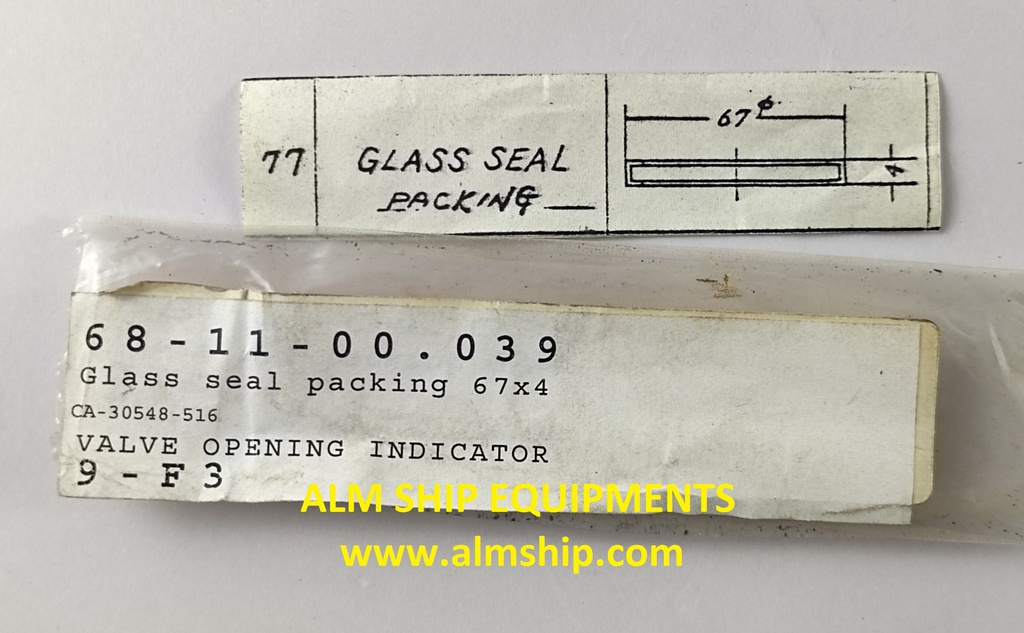 77
GLASS SEAL
PACKING
67ϕ
4
68-11-00.039
Glass seal packing 67x4
CA-30548-516
VALVE OPENING INDICATOR
9-F3
ALM SHIP EQUIPMENTS
www.almship.com